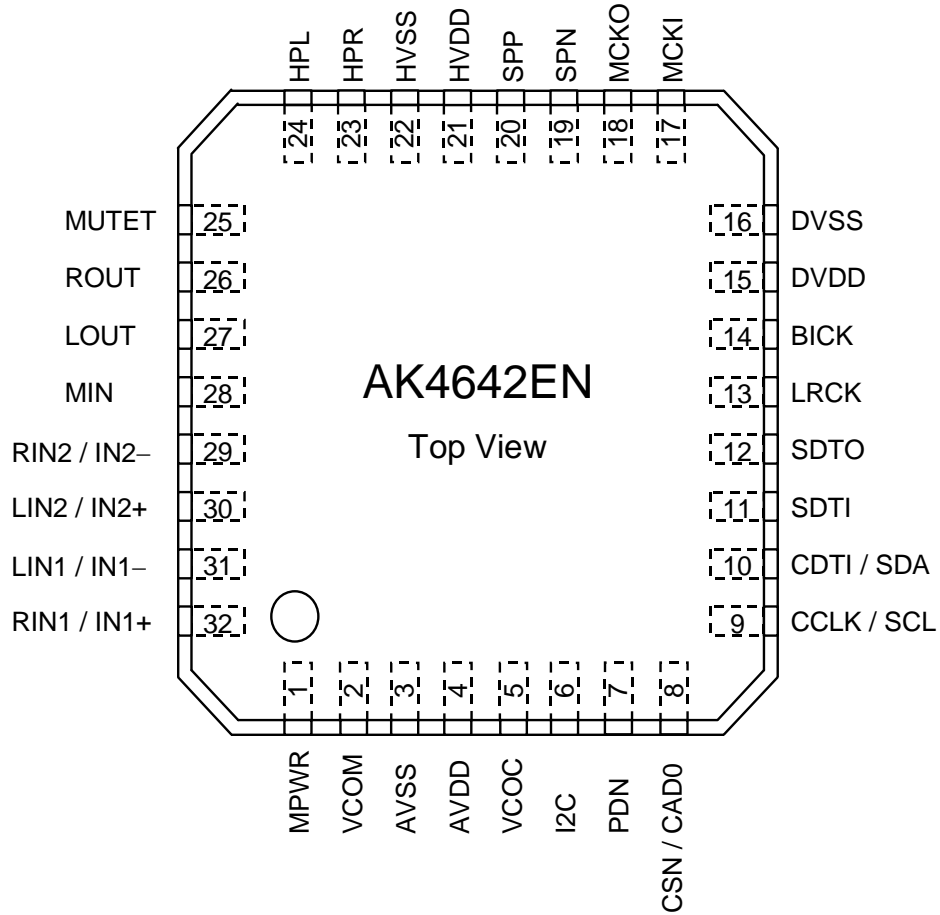 HPL
HPR
HVSS
HVDD
SPP
SPN
MCKO
MCKI
24
23
22
21
20
19
18
17
MUTET 25
ROUT 26
LOUT 27
MIN 28
RIN2 / IN2− 29
LIN2 / IN2+ 30
LIN1 / IN1− 31
RIN1 / IN1+ 32
AK4642EN
Top View
16 DVSS
15 DVDD
14 BICK
13 LRCK
12 SDTO
11 SDTI
10 CDTI / SDA
9 CCLK / SCL
1
2
3
4
5
6
7
8
MPWR
VCOM
AVSS
AVDD
VCOC
I2C
PDN
CSN / CAD0